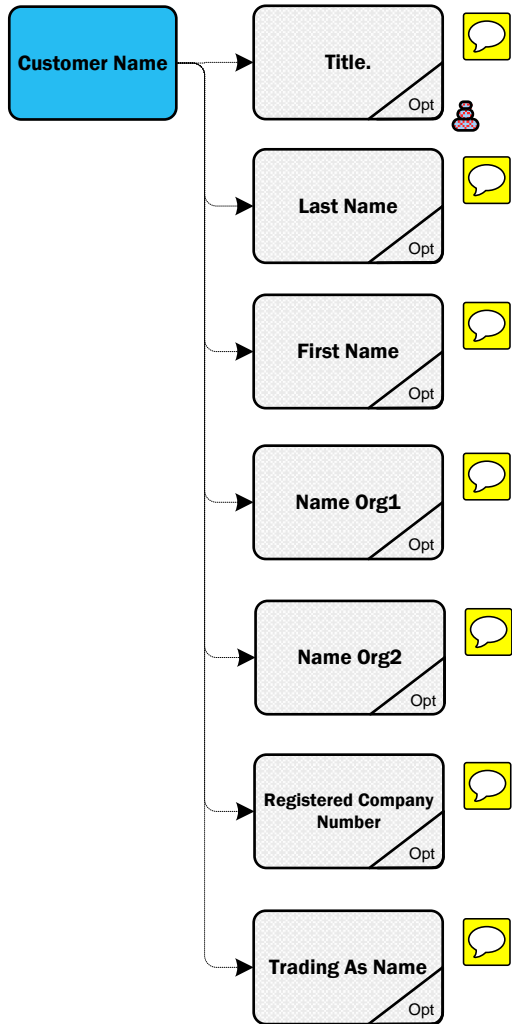 Customer Name
Title.
Opt
Last Name
Opt
First Name
Opt
Name Org1
Opt
Name Org2
Opt
Registered Company
Number
Opt
Trading As Name
Opt